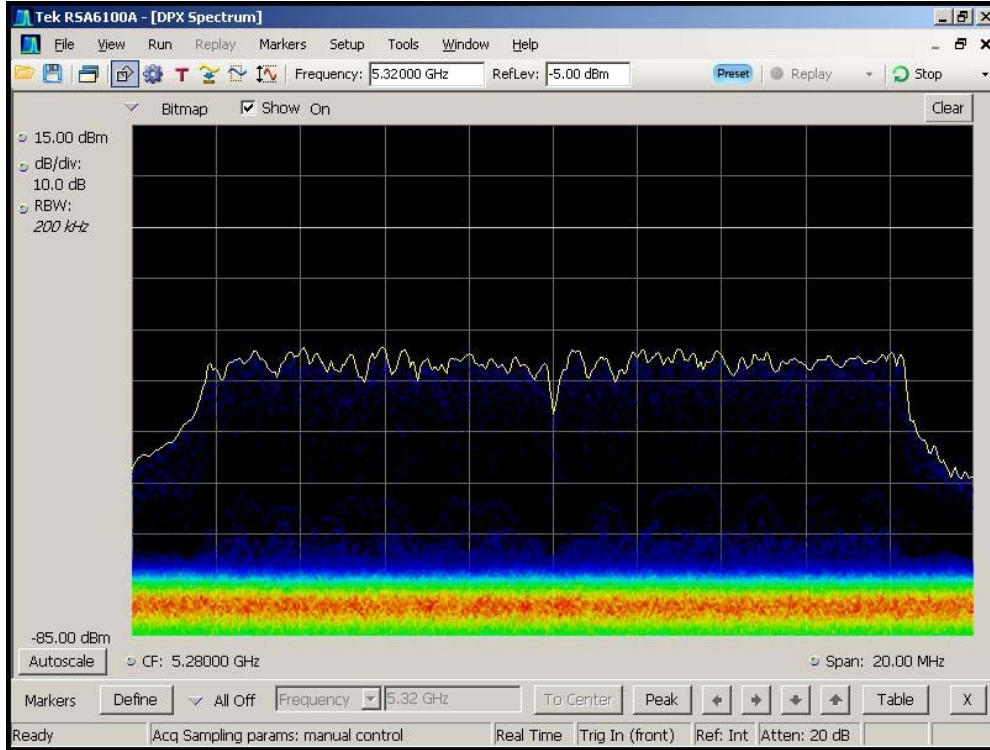 Tek RSA6100A - [DPX Spectrum]
File View Run Replay Markers Setup Tools Window Help
T Frequency: 5.32000 GHz RefLev: -5.00 dBm Preset Replay Stop
Bitmap Show On Clear
15.00 dBm
dB/div:
10.0 dB
RBW:
200 kHz
-85.00 dBm
Autoscale CF: 5.28000 GHz Span: 20.00 MHz
Markers Define All Off Frequency 5.32 GHz To Center Peak Table X
Ready Acq Sampling params: manual control Real Time Trig In (front) Ref: Int Atten: 20 dB